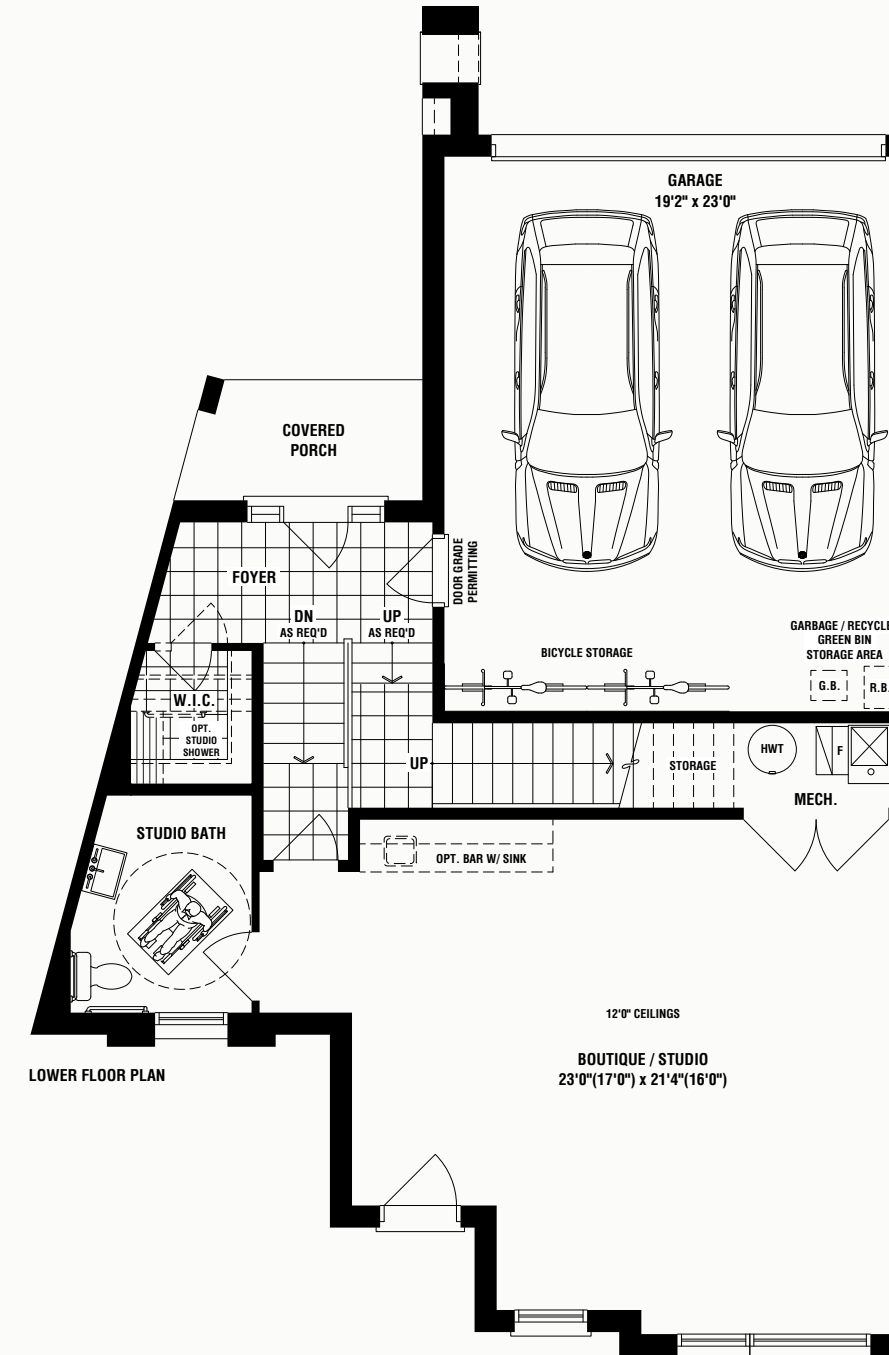 GARAGE
19'2" x 23'0"
COVERED
PORCH
FOYER
DOOR GRADE
PERMITTING
DN
AS REQ'D
UP
AS REQ'D
BICYCLE STORAGE
GARBAGE / RECYCLE
GREEN BIN
STORAGE AREA
G.B.
R.B.
W.I.C.
OPT.
STUDIO
SHOWER
UP
STORAGE
HWT
F
MECH.
STUDIO BATH
OPT. BAR W/ SINK
12'0" CEILINGS
BOUTIQUE / STUDIO
23'0"(17'0") x 21'4"(16'0")
LOWER FLOOR PLAN